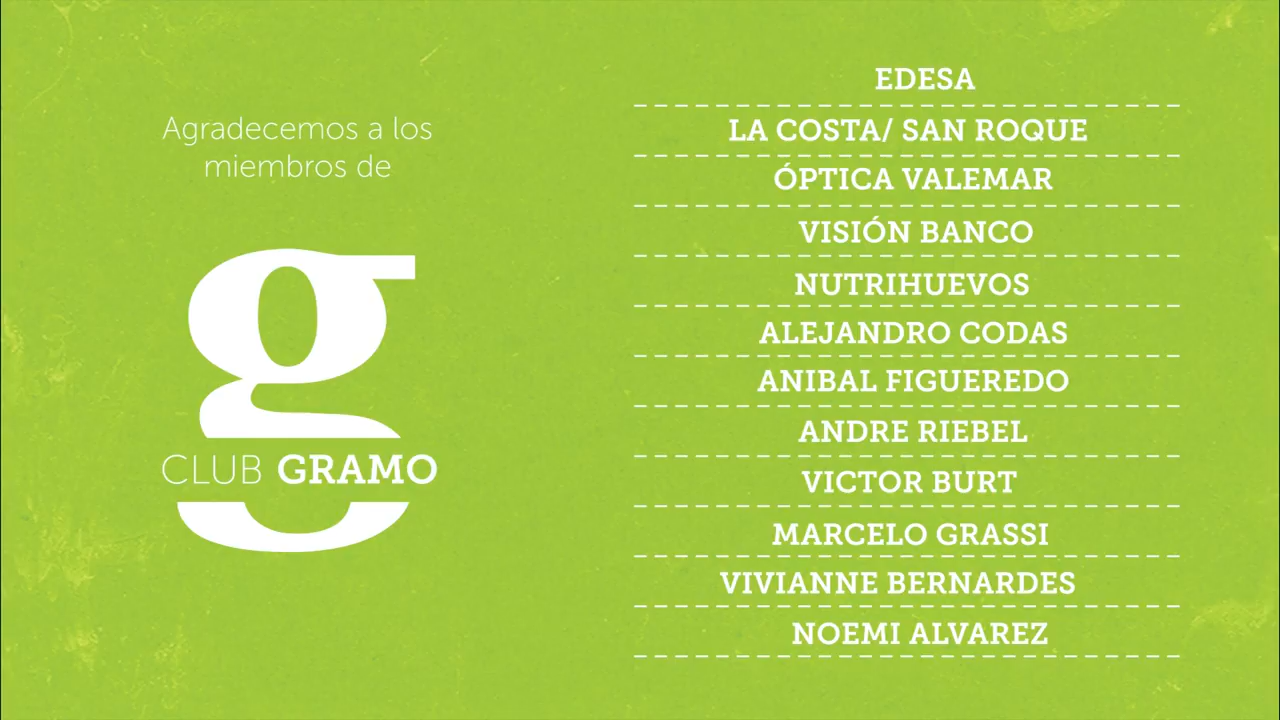 Agradecemos a los
miembros de
g
CLUB GRAMO
EDESA
LA COSTA/ SAN ROQUE
ÓPTICA VALEMAR
VISIÓN BANCO
NUTRIHUEVOS
ALEJANDRO CODAS
ANIBAL FIGUEREDO
ANDRE RIEBEL
VICTOR BURT
MARCELO GRASSI
VIVIANNE BERNARDES
NOEMI ALVAREZ